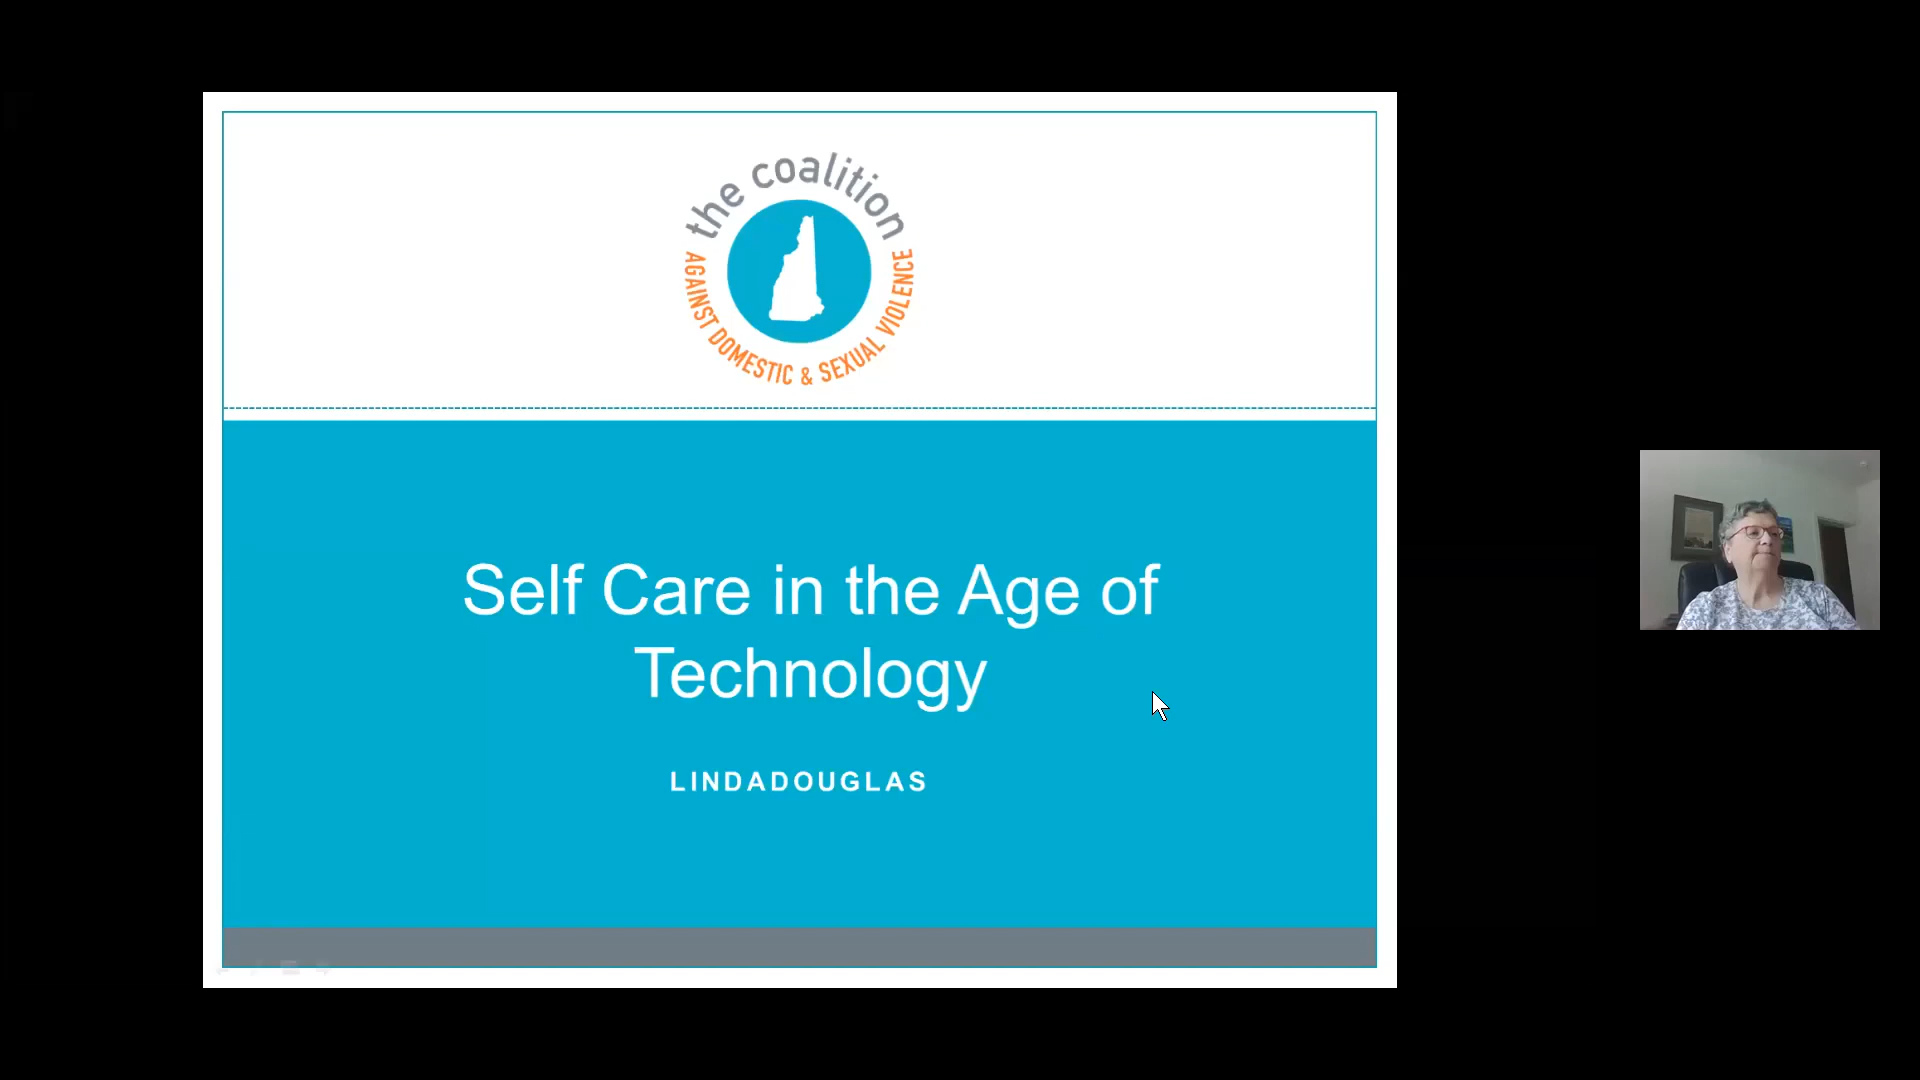 the coalition
AGAINST DOMESTIC & SEXUAL VIOLENCE
Self Care in the Age of
Technology
LINDADOUGLAS